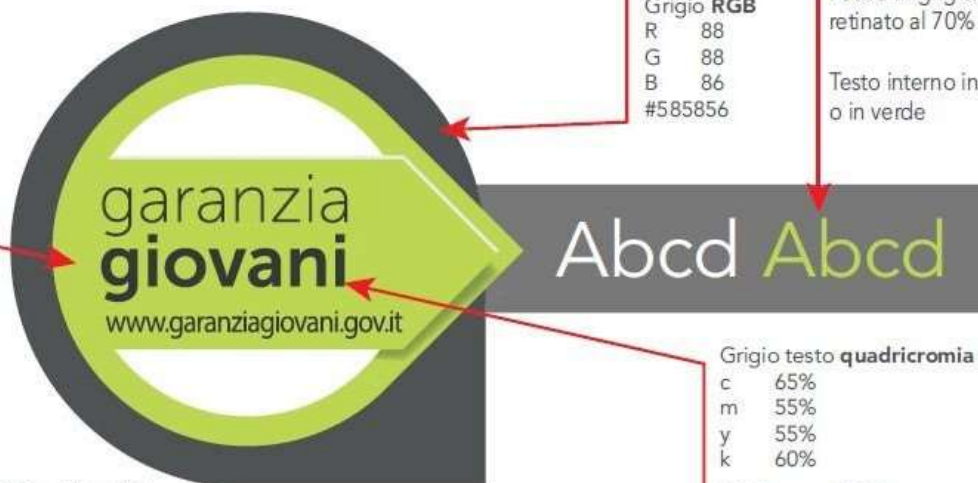 Grigio RGB
R 88
G 88
B 86
#585856
retinato al 70%
Testo interno in
o in verde
garanzia
giovani
www.garanziagiovani.gov.it
Abcd Abcd
Grigio testo quadricromia
c 65%
m 55%
y 55%
k 60%